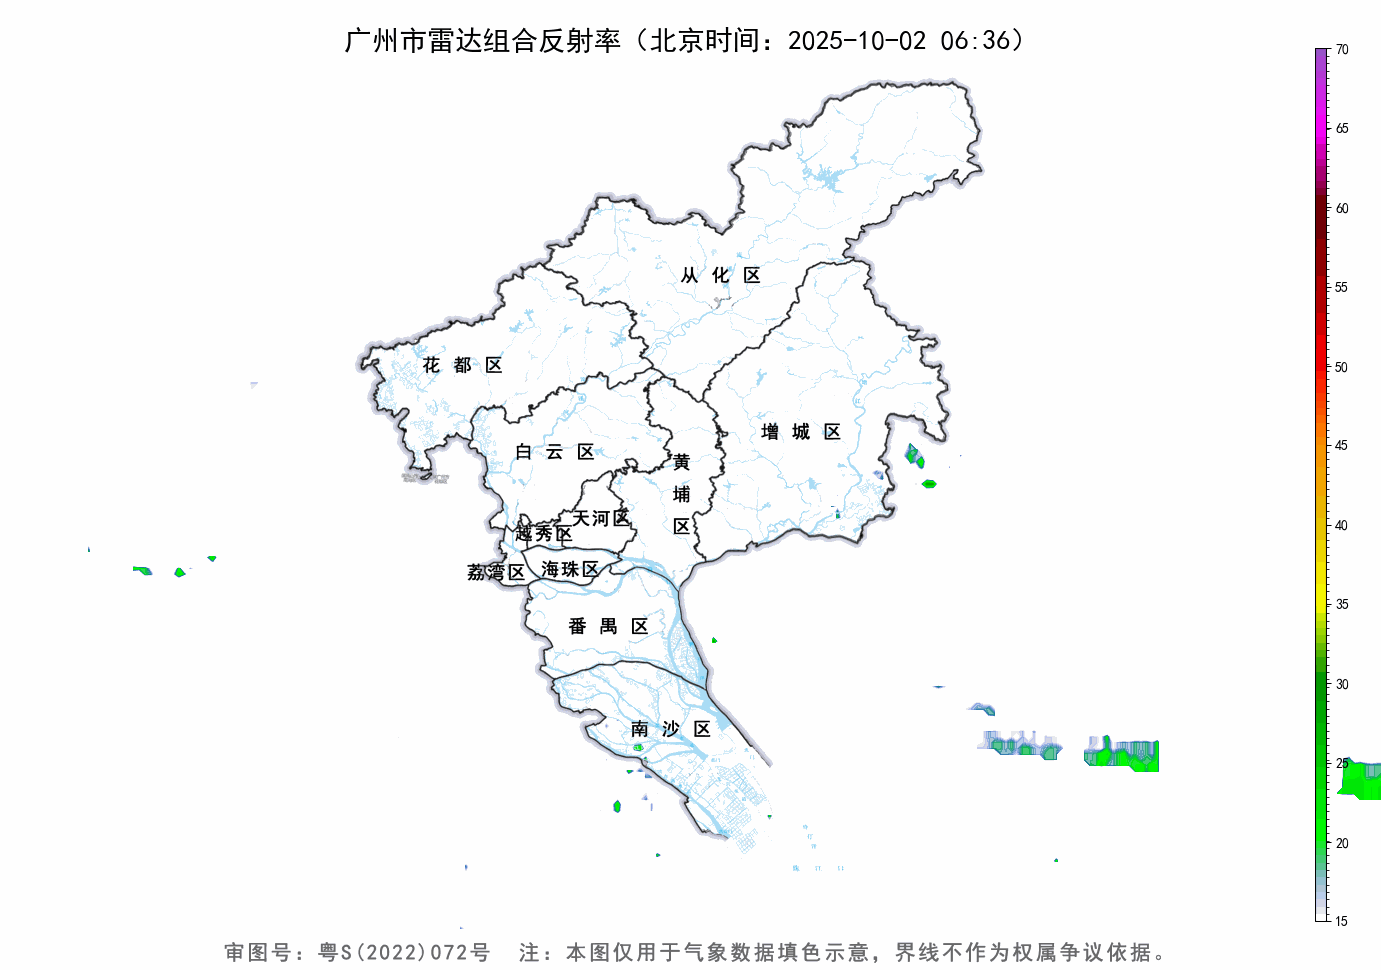 广州市雷达组合反射率（北京时间：2025-10-02 06:36）
70
65
60
55
50
45
40
35
30
25
20
15
从化区
花都区
增城区
白云区
黄埔区
天河区
越秀区
荔湾区
海珠区
番禺区
南沙区
审图号：粤S(2022)072号 注：本图仅用于气象数据填色示意，界线不作为权属争议依据。